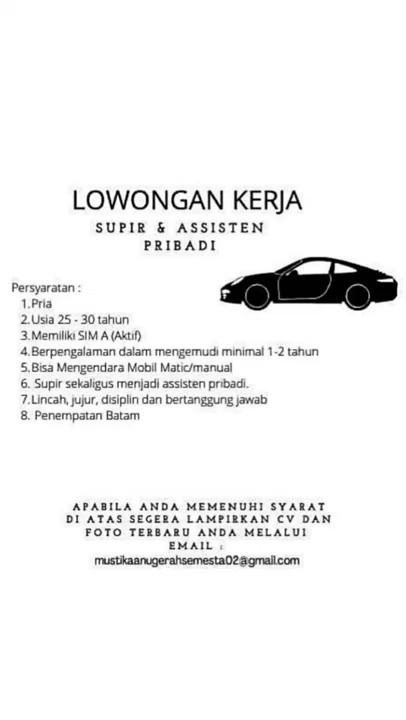 LOWONGAN KERJA
SUPIR & ASSISTEN
PRIBADI
Persyaratan :
1.Pria
2.Usia 25 - 30 tahun
3.Memiliki SIM A (Aktif)
4.Berpengalaman dalam mengemudi minimal 1-2 tahun
5.Bisa Mengendara Mobil Matic/manual
6. Supir sekaligus menjadi assisten pribadi.
7.Lincah, jujur, disiplin dan bertanggung jawab
8. Penempatan Batam
APABILA ANDA MEMENUHI SYARAT
DI ATAS SEGERA LAMPIRKAN CV DAN
FOTO TERBARU ANDA MELALUI
EMAIL :
mustikaanugerahsemesta02@gmail.com